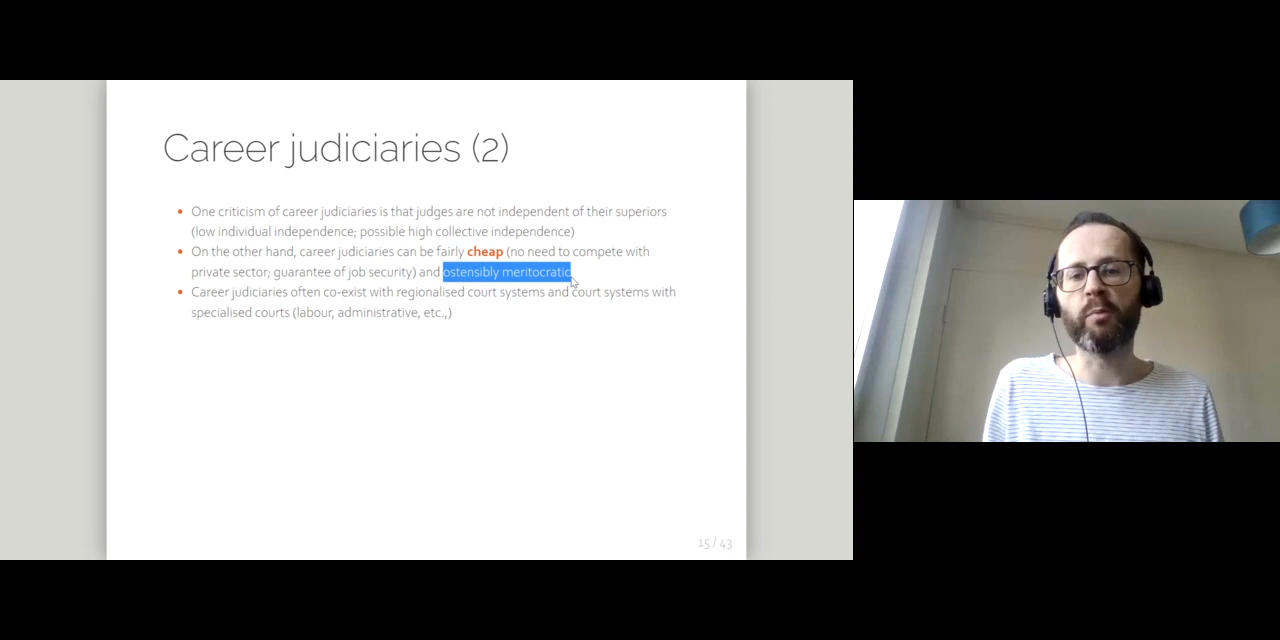 Career judiciaries (2)
One criticism of career judiciaries is that judges are not independent of their superiors
(low individual independence; possible high collective independence)
On the other hand, career judiciaries can be fairly cheap (no need to compete with
private sector; guarantee of job security) and ostensibly meritocratic
Career judiciaries often co-exist with regionalised court systems and court systems with
specialised courts (labour, administrative, etc.,)
15 / 43